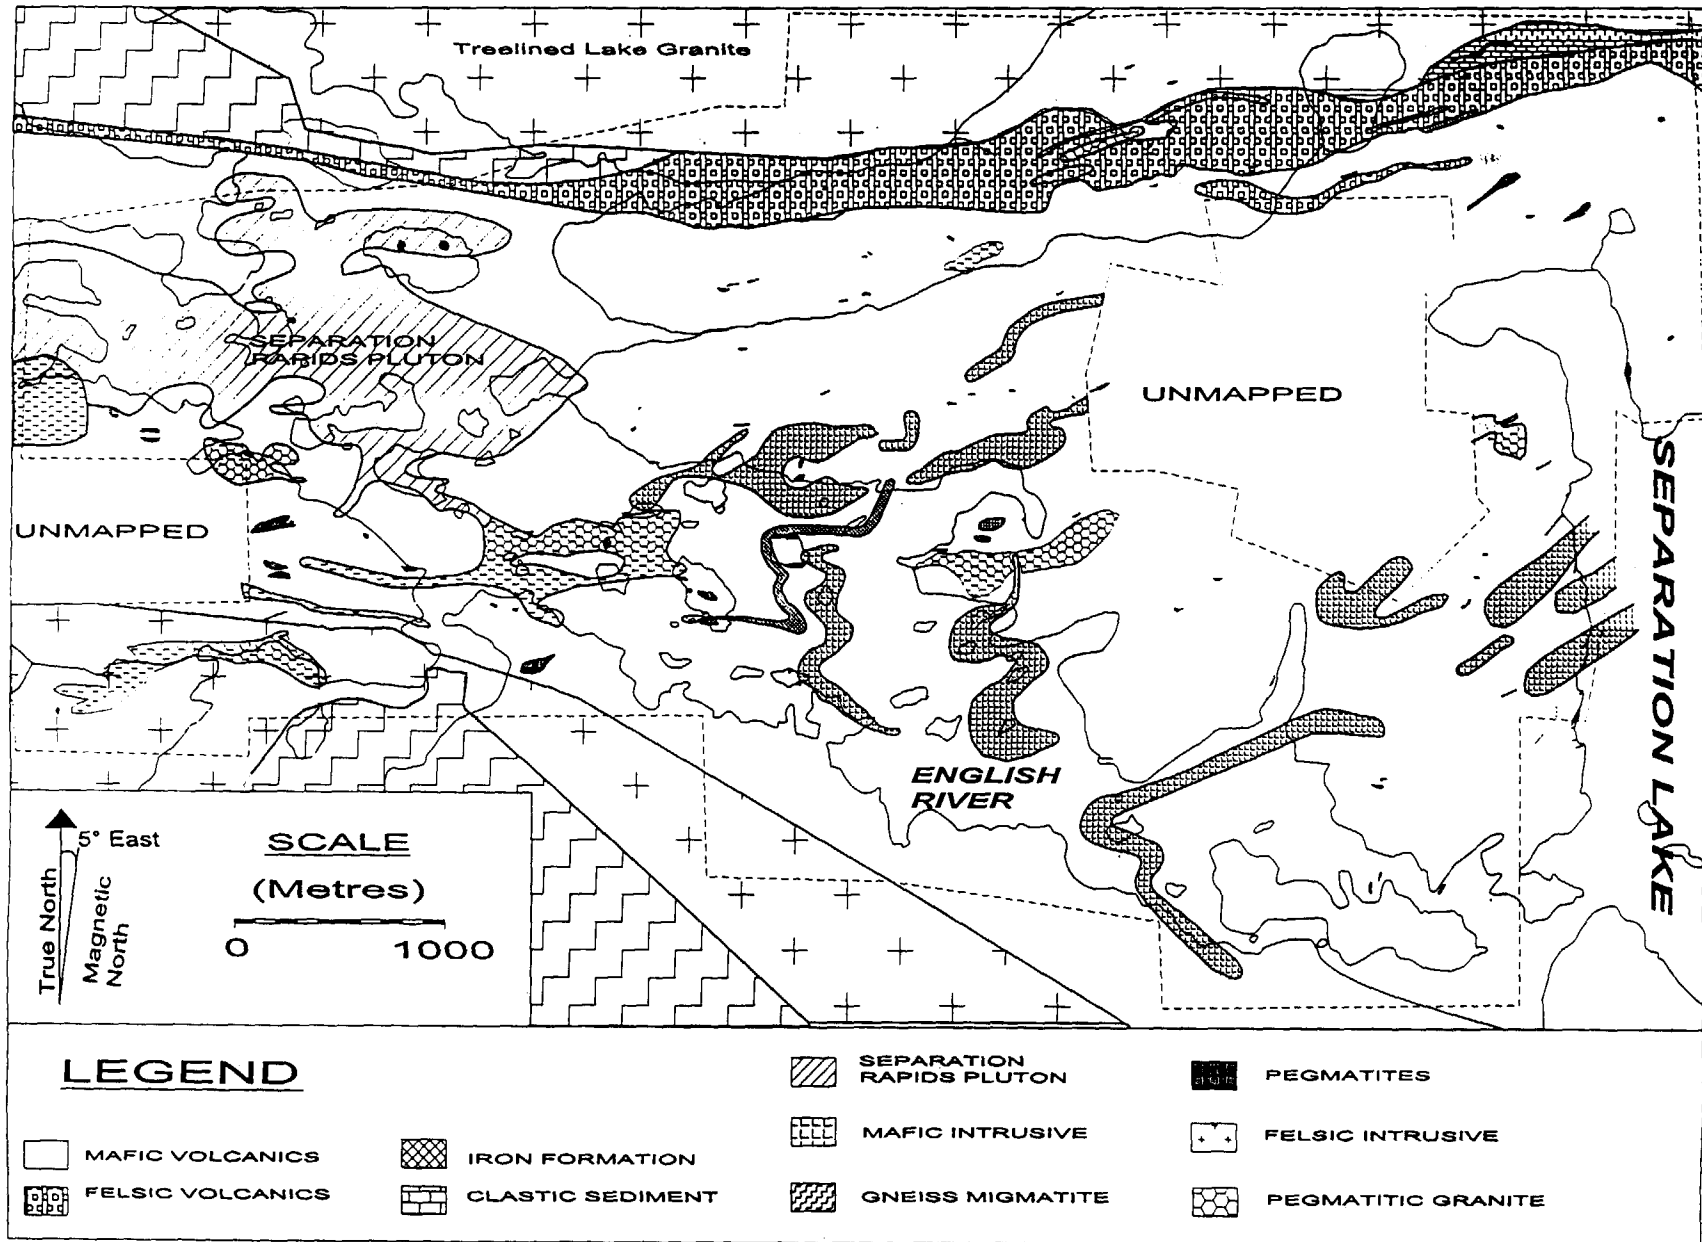 Treelined Lake Granite
SEPARATION
RAPIDS PLUTON
UNMAPPED
UNMAPPED
SEPARATION LAKE
ENGLISH
RIVER
5° East
True North
Magnetic
North
SCALE
(Metres)
0 1000
LEGEND
MAFIC VOLCANICS
FELSIC VOLCANICS
IRON FORMATION
CLASTIC SEDIMENT
SEPARATION
RAPIDS PLUTON
MAFIC INTRUSIVE
GNEISS MIGMATITE
PEGMATITES
FELSIC INTRUSIVE
PEGMATITIC GRANITE